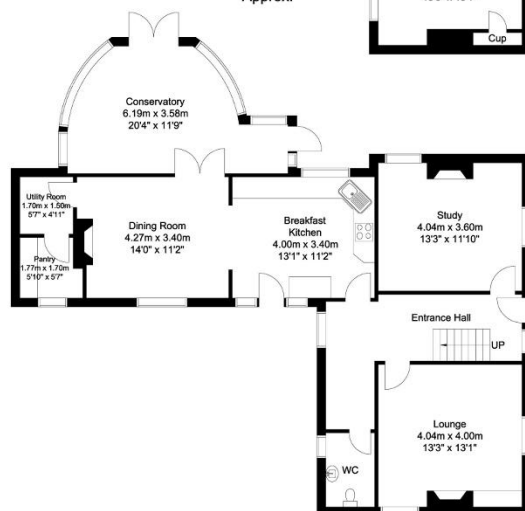 Cup
Conservatory
6.19m x 3.58m
20'4" x 11'9"
Utility Room
1.70m x 1.50m
5'7" x 4'11"
Dining Room
4.27m x 3.40m
14'0" x 11'2"
Breakfast
Kitchen
4.00m x 3.40m
13'1" x 11'2"
Study
4.04m x 3.60m
13'3" x 11'10"
Pantry
1.77m x 1.70m
5'10" x 5'7"
Entrance Hall
UP
Lounge
4.04m x 4.00m
13'3" x 13'1"
WC